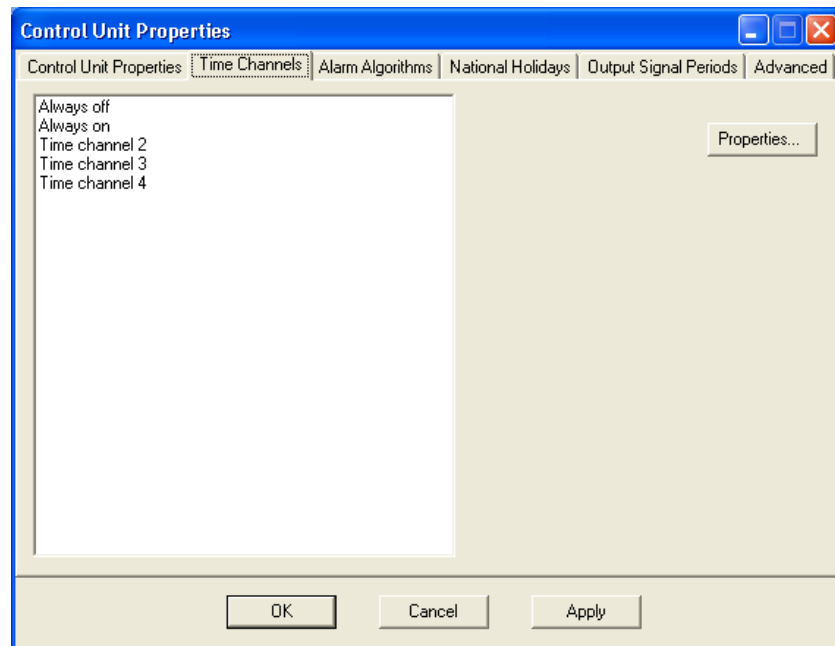 Control Unit Properties
Control Unit Properties Time Channels Alarm Algorithms National Holidays Output Signal Periods Advanced
Always off
Always on
Time channel 2
Time channel 3
Time channel 4
Properties...
OK Cancel Apply